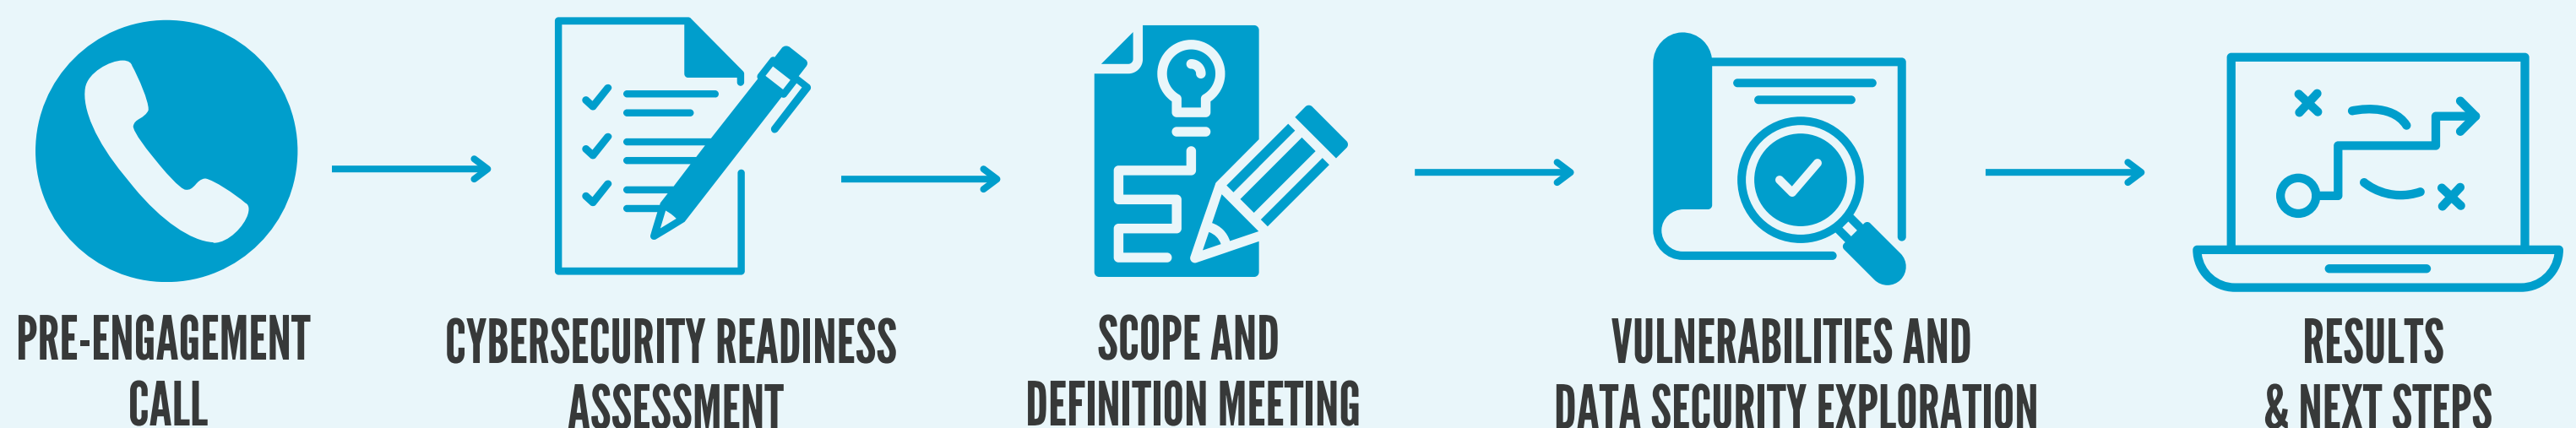 PRE-ENGAGEMENT
CALL
CYBERSECURITY READINESS
ASSESSMENT
SCOPE AND
DEFINITION MEETING
VULNERABILITIES AND
DATA SECURITY EXPLORATION
RESULTS
& NEXT STEPS